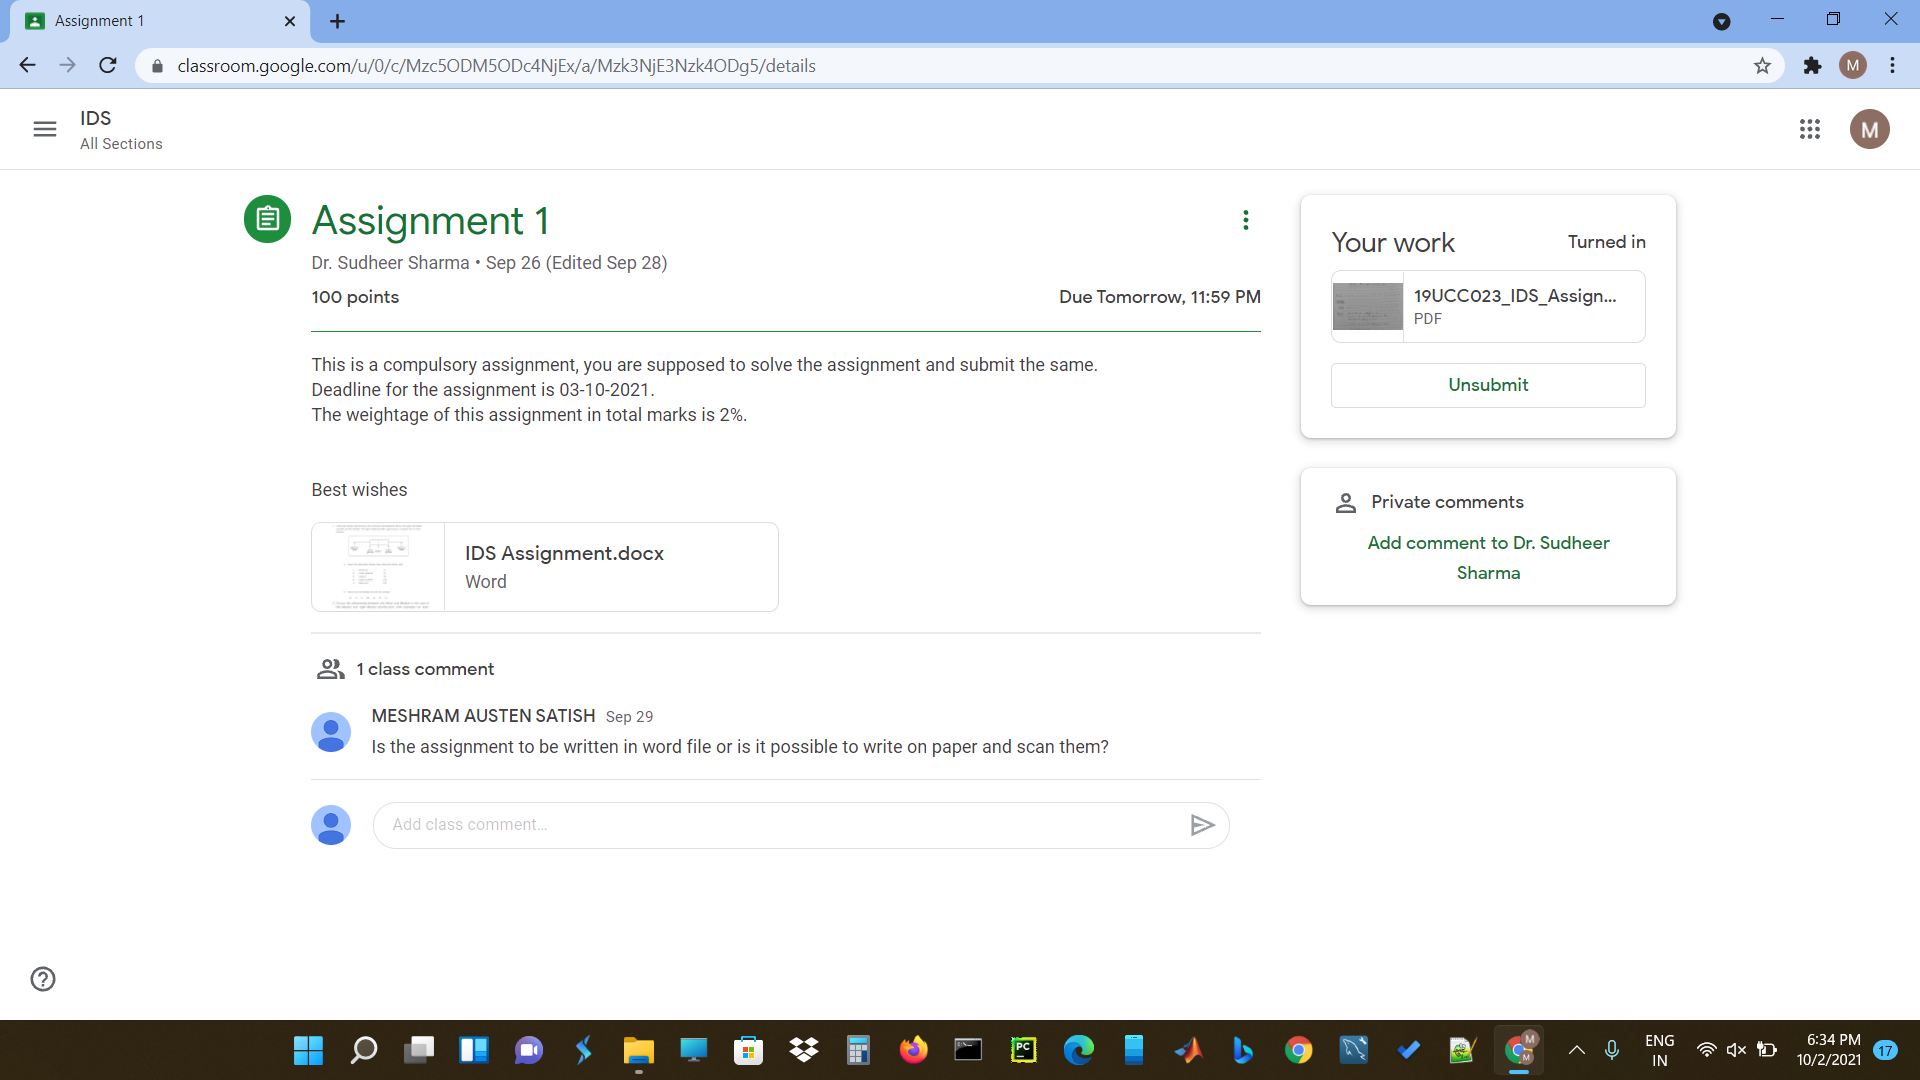 Assignment 1
classroom.google.com/u/0/c/Mzc5ODM5ODc4NjEx/a/Mzk3NjE3Nzk4ODg5/details
M
IDS
All Sections
M
Assignment 1
Dr. Sudheer Sharma • Sep 26 (Edited Sep 28)
100 points
Due Tomorrow, 11:59 PM
This is a compulsory assignment, you are supposed to solve the assignment and submit the same.
Deadline for the assignment is 03-10-2021.
The weightage of this assignment in total marks is 2%.
Best wishes
IDS Assignment.docx
Word
1 class comment
MESHRAM AUSTEN SATISH Sep 29
Is the assignment to be written in word file or is it possible to write on paper and scan them?
Add class comment...
Your work
Turned in
19UCC023_IDS_Assign...
PDF
Unsubmit
Private comments
Add comment to Dr. Sudheer
Sharma
PC
M
M
ENG
IN
6:34 PM
10/2/2021
17